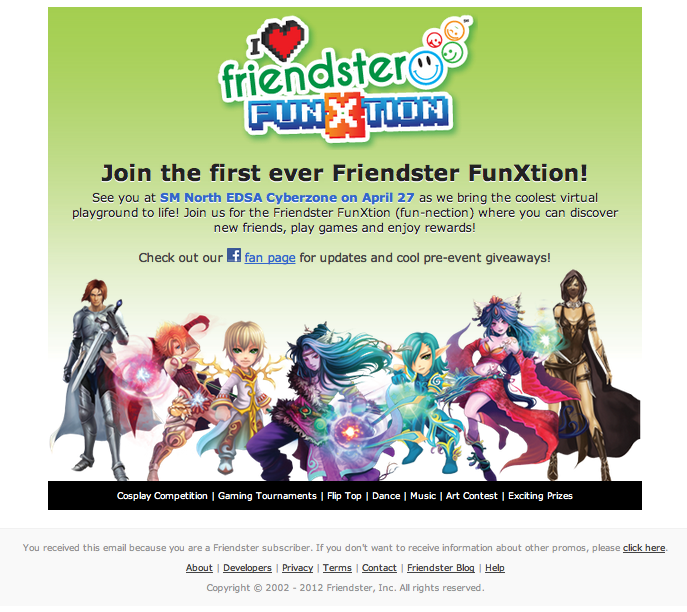 I
friendster™
FUNXTION
Join the first ever Friendster FunXtion!
See you at SM North EDSA Cyberzone on April 27 as we bring the coolest virtual
playground to life! Join us for the Friendster FunXtion (fun-nection) where you can discover
new friends, play games and enjoy rewards!
Check out our f fan page for updates and cool pre-event giveaways!
Cosplay Competition | Gaming Tournaments | Flip Top | Dance | Music | Art Contest | Exciting Prizes
You received this email because you are a Friendster subscriber. If you don't want to receive information about other promos, please click here.
About | Developers | Privacy | Terms | Contact | Friendster Blog | Help
Copyright © 2002 - 2012 Friendster, Inc. All rights reserved.